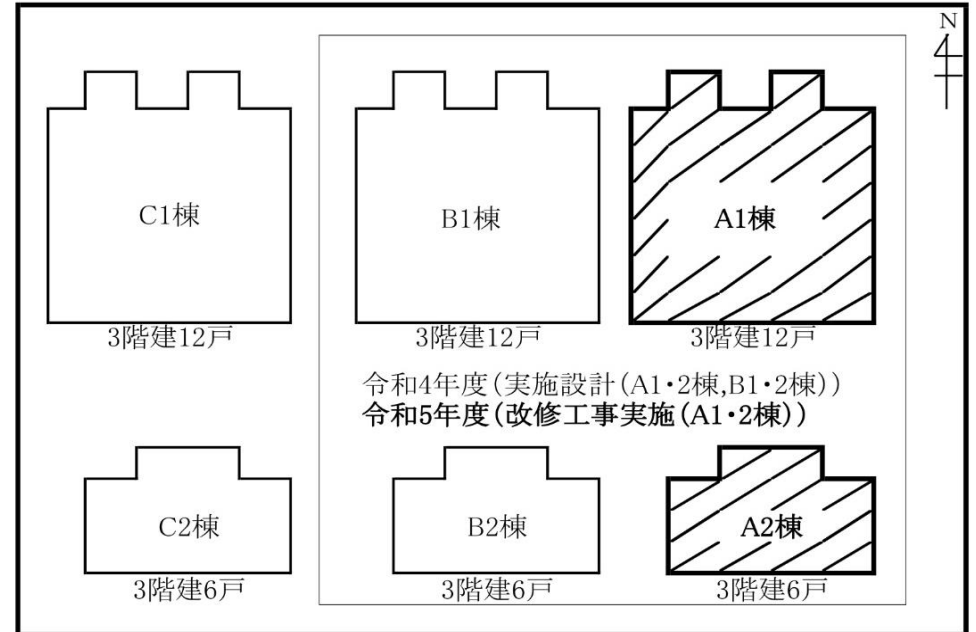 N
C1棟
B1棟
A1棟
3階建12戸
3階建12戸
3階建12戸
令和4年度(実施設計(A1・2棟,B1・2棟))
令和5年度(改修工事実施(A1・2棟))
C2棟
B2棟
A2棟
3階建6戸
3階建6戸
3階建6戸